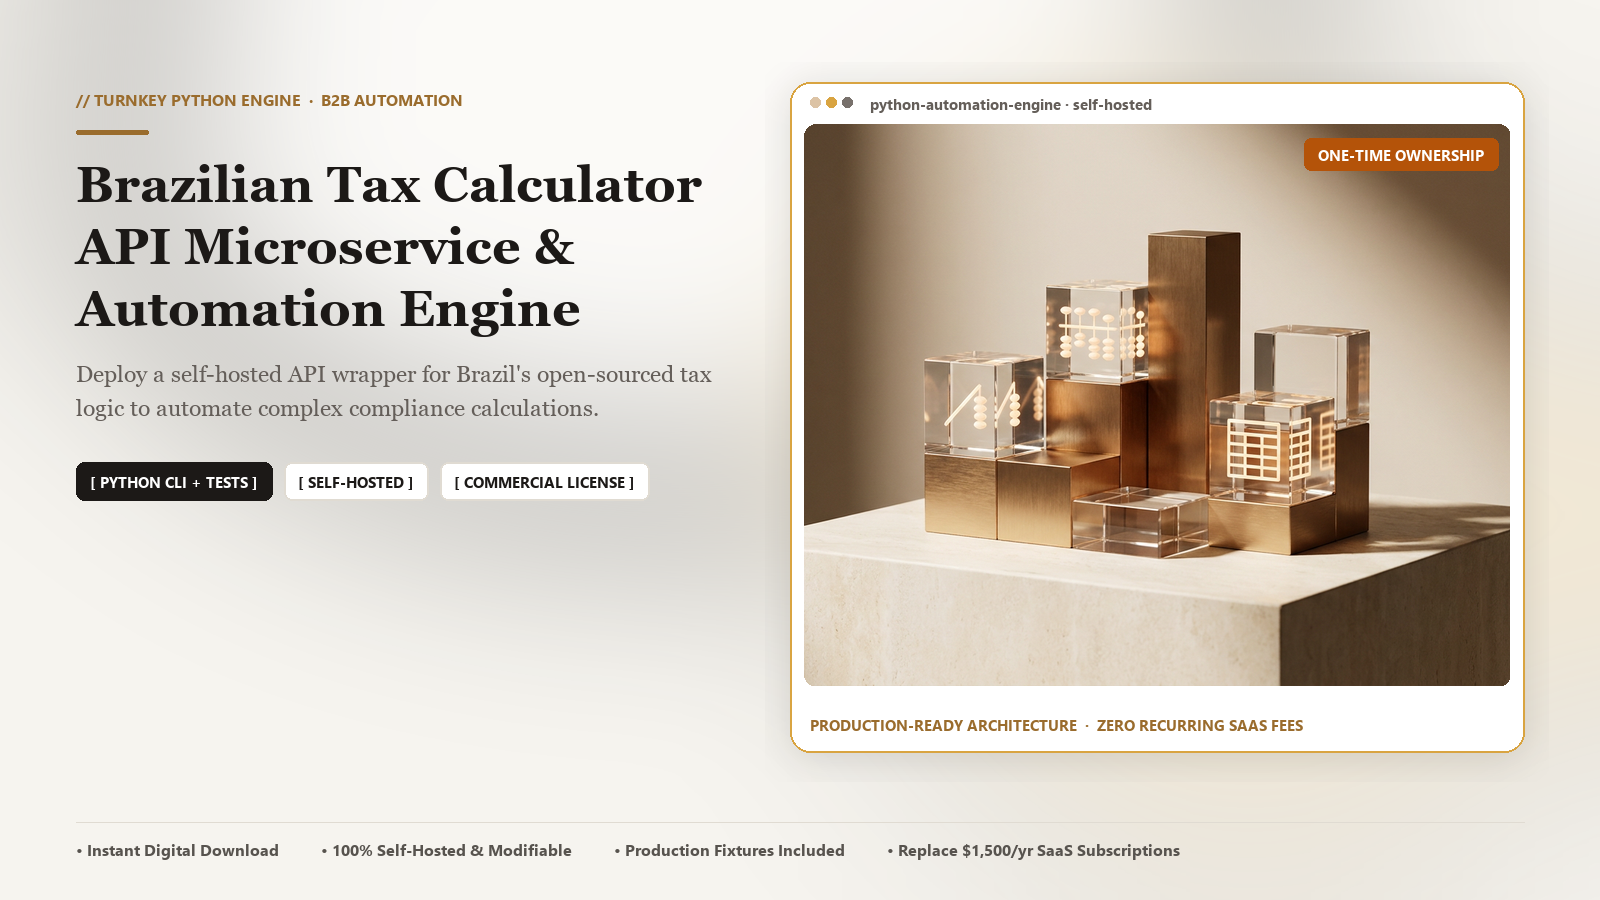 // TURNKEY PYTHON ENGINE · B2B AUTOMATION
Brazilian Tax Calculator
API Microservice &
Automation Engine
Deploy a self-hosted API wrapper for Brazil's open-sourced tax
logic to automate complex compliance calculations.
[ PYTHON CLI + TESTS ]
[ SELF-HOSTED ]
[ COMMERCIAL LICENSE ]
python-automation-engine · self-hosted
ONE-TIME OWNERSHIP
PRODUCTION-READY ARCHITECTURE · ZERO RECURRING SAAS FEES
• Instant Digital Download
• 100% Self-Hosted & Modifiable
• Production Fixtures Included
• Replace $1,500/yr SaaS Subscriptions